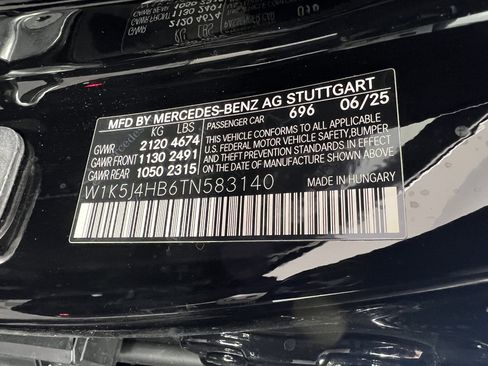 MFD BY MERCEDES-BENZ AG STUTTGART
KG LBS PASSENGER CAR 696 06/25
GVWR 2120 4674
GAWR FRONT 1130 2491
GAWR REAR 1050 2315
THIS VEHICLE CONFORMS TO ALL APPLICABLE
U.S. FEDERAL MOTOR VEHICLE SAFETY, BUMPER
AND THEFT PREVENTION STANDARDS IN EFFECT
ON THE DATE OF MANUFACTURE SHOWN ABOVE.
W1K5J4HB6TN583140
MADE IN HUNGARY